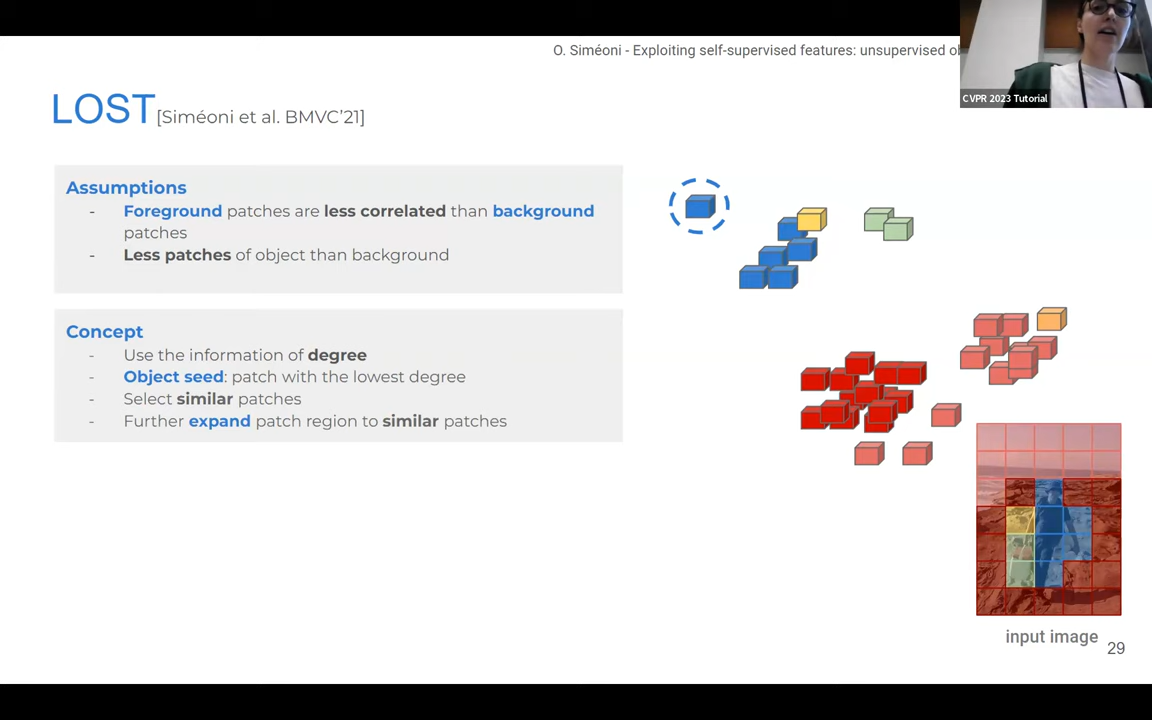 O. Siméoni - Exploiting self-supervised features: unsupervised
CVPR 2023 Tutorial
LOST [Siméoni et al. BMVC'21]
Assumptions
- Foreground patches are less correlated than background
patches
- Less patches of object than background
Concept
- Use the information of degree
- Object seed: patch with the lowest degree
- Select similar patches
- Further expand patch region to similar patches
input image
29